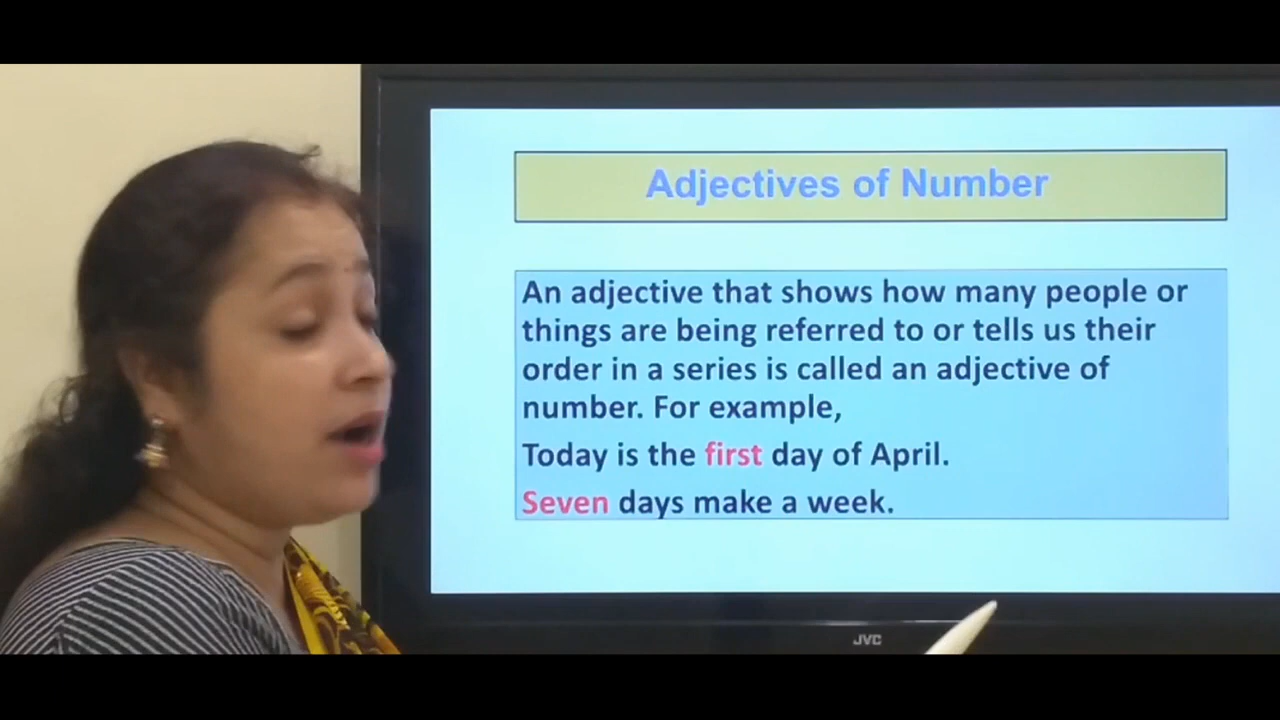 Adjectives of Number
An adjective that shows how many people or
things are being referred to or tells us their
order in a series is called an adjective of
number. For example,
Today is the first day of April.
Seven days make a week.
JVC